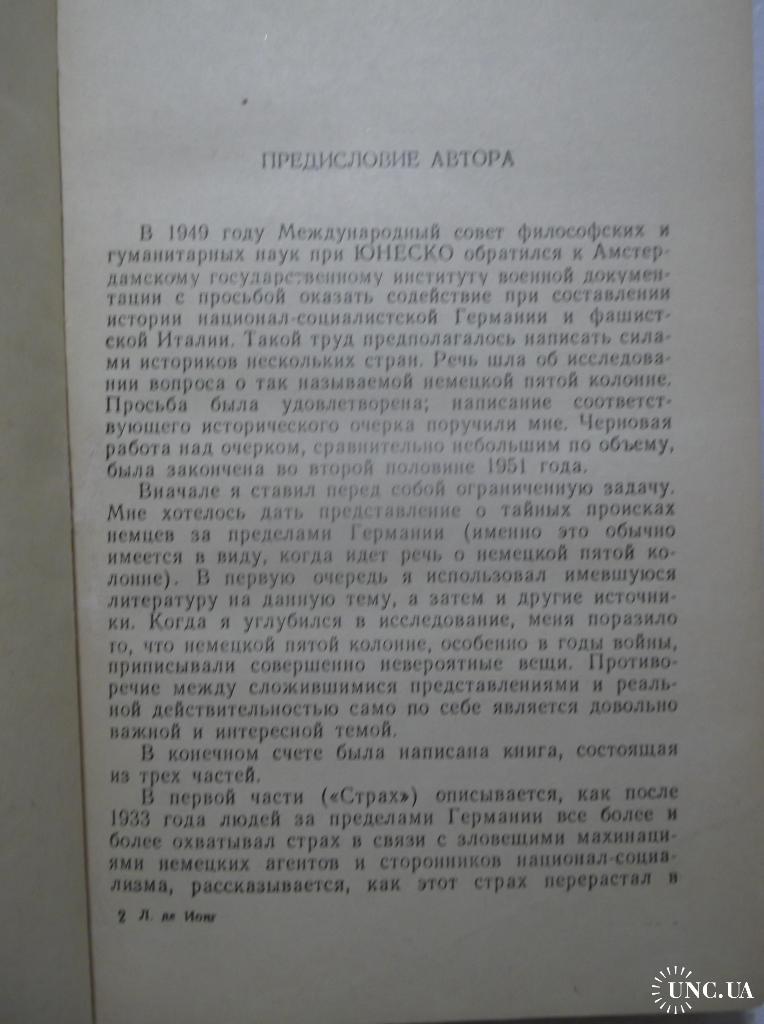 ПРЕДИСЛОВИЕ АВТОРА
В 1949 году Международный совет философских и
гуманитарных наук при ЮНЕСКО обратился к Амстер-
дамскому государственному институту военной докумен-
тации с просьбой оказать содействие при составлении
истории национал-социалистской Германии и фашист-
ской Италии. Такой труд предполагалось написать сила-
ми историков нескольких стран. Речь шла об исследова-
нии вопроса о так называемой немецкой пятой колонне.
Просьба была удовлетворена; написание соответст-
вующего исторического очерка поручили мне. Черновая
работа над очерком, сравнительно небольшим по объему,
была закончена во второй половине 1951 года.
Вначале я ставил перед собой ограниченную задачу.
Мне хотелось дать представление о тайных происках
немцев за пределами Германии (именно это обычно
имеется в виду, когда идет речь о немецкой пятой ко-
лонне). В первую очередь я использовал имевшуюся
литературу на данную тему, а затем и другие источни-
ки. Когда я углубился в исследование, меня поразило
то, что немецкой пятой колонне, особенно в годы войны,
приписывали совершенно невероятные вещи. Противо-
речие между сложившимися представлениями и реаль-
ной действительностью само по себе является довольно
важной и интересной темой.
В конечном счете была написана книга, состоящая
из трех частей.
В первой части («Страх») описывается, как после
1933 года людей за пределами Германии все более и
более охватывал страх в связи с зловещими махинаци-
ями немецких агентов и сторонников национал-социа-
лизма, рассказывается, как этот страх перерастал в
2 Л. де Ионг
UNC.UA